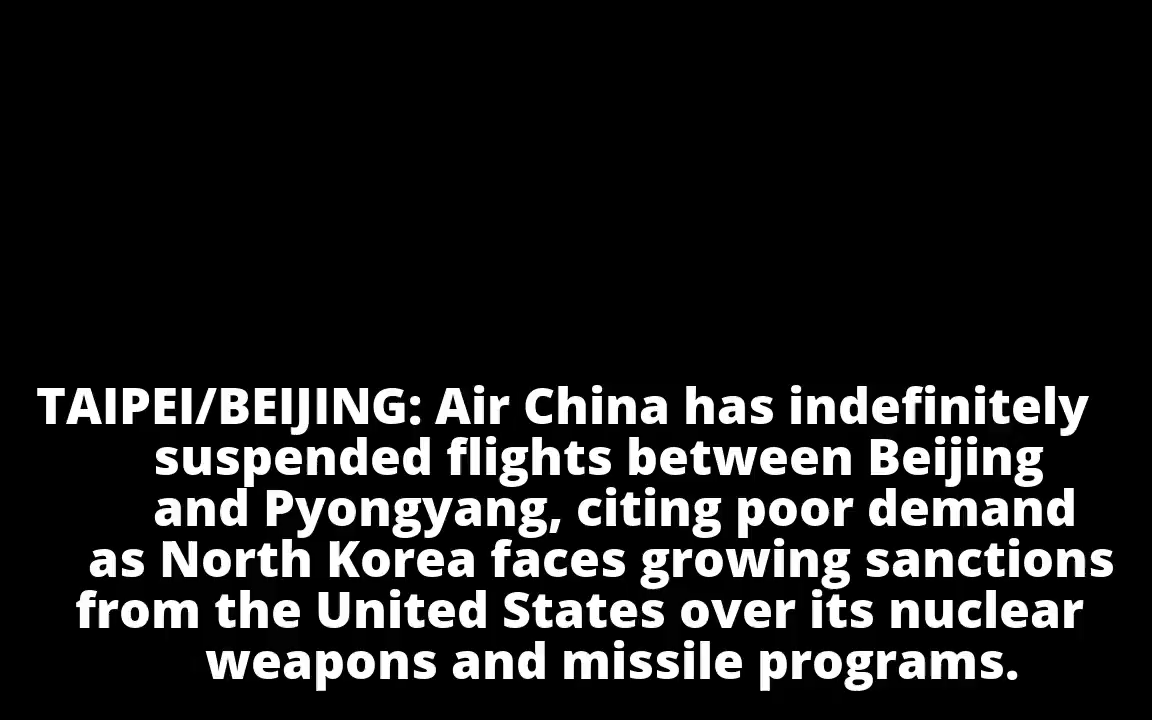 TAIPEI/BEIJING: Air China has indefinitely
suspended flights between Beijing
and Pyongyang, citing poor demand
as North Korea faces growing sanctions
from the United States over its nuclear
weapons and missile programs.